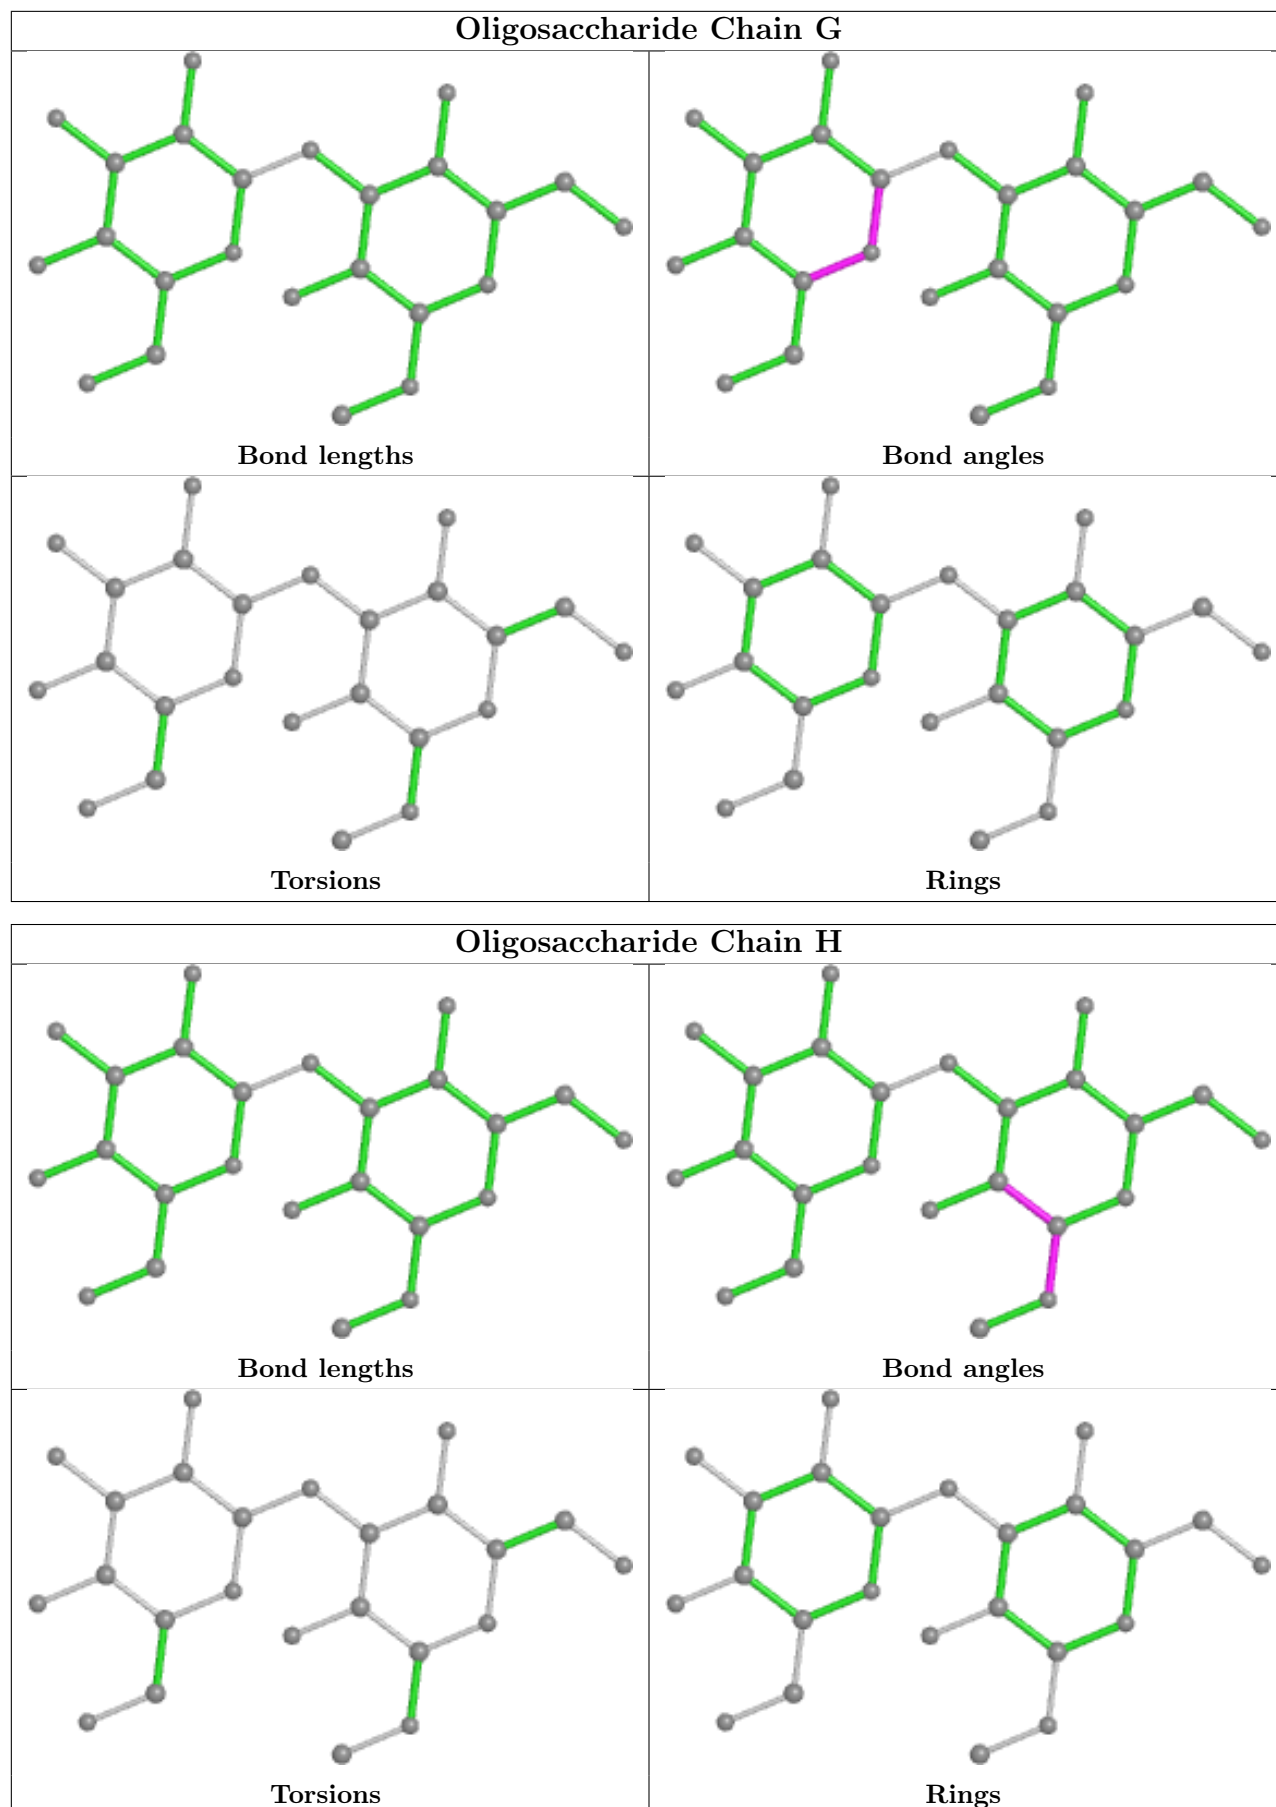 Oligosaccharide Chain G
Bond lengths
Bond angles
Torsions
Rings
Oligosaccharide Chain H
Bond lengths
Bond angles
Torsions
Rings